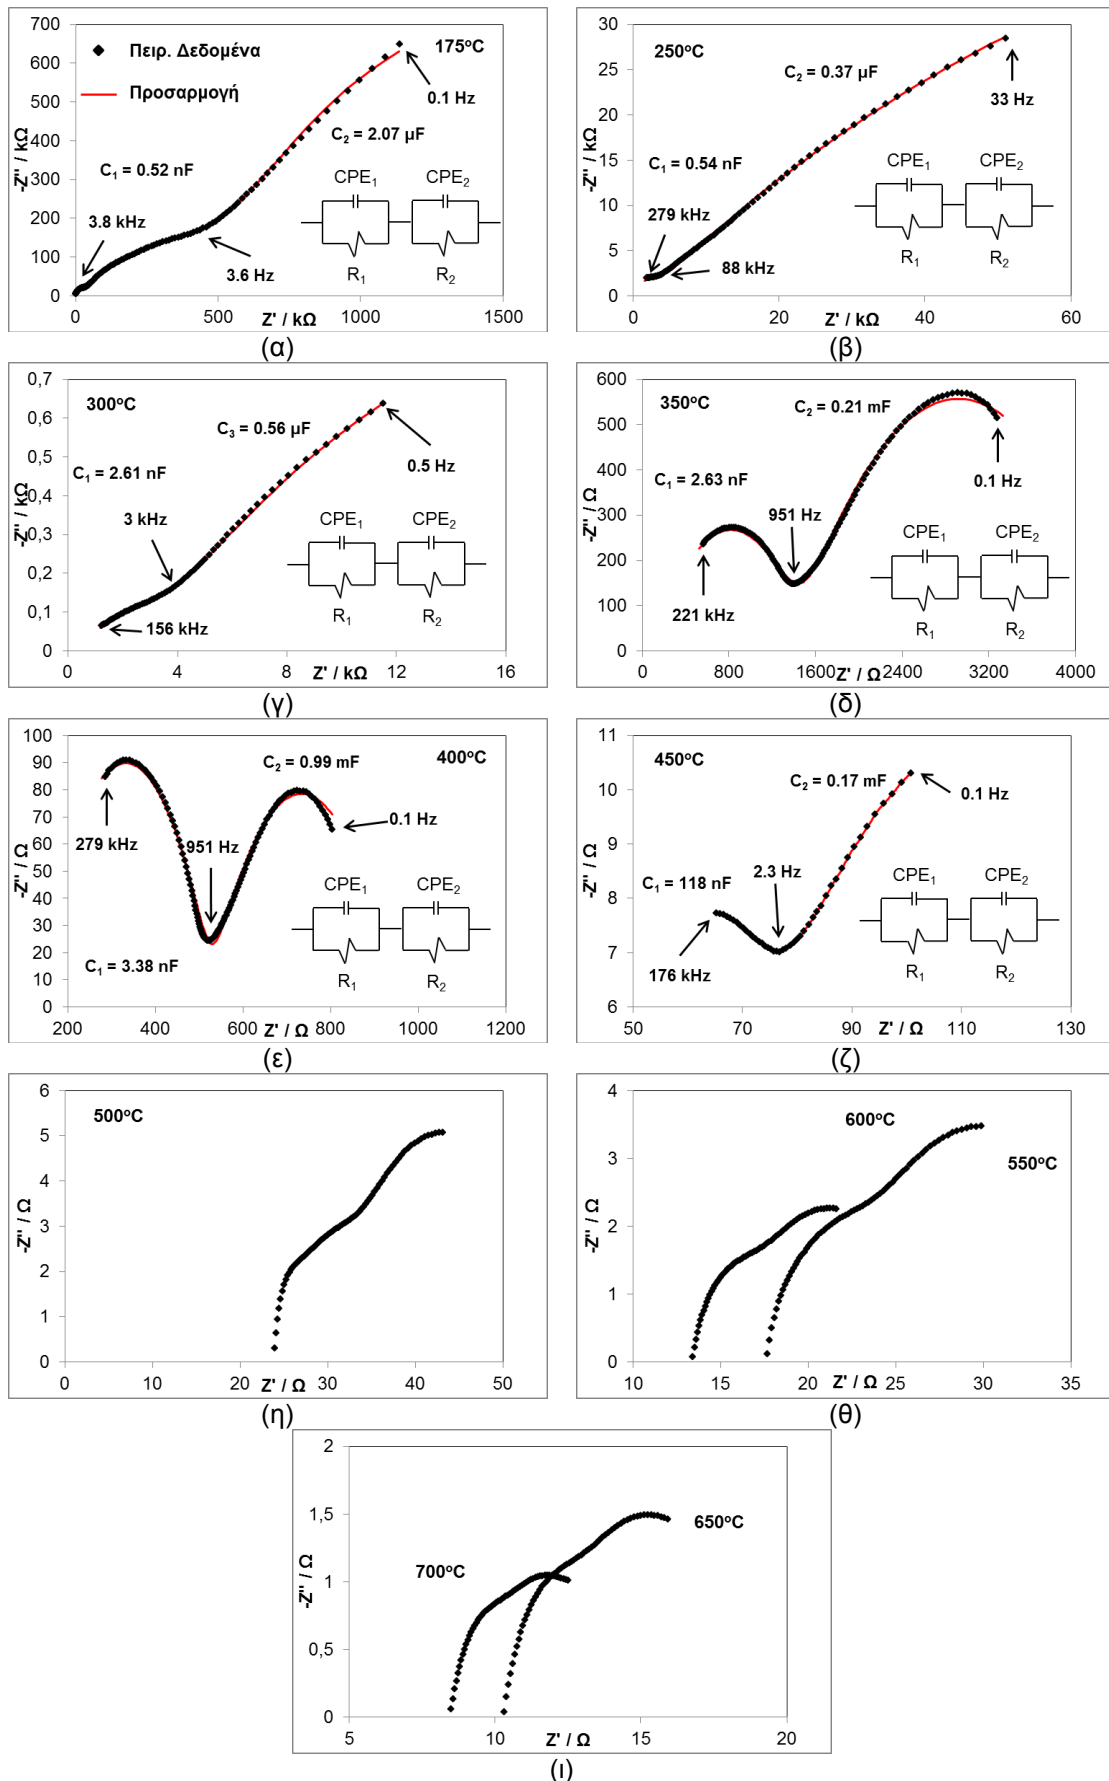 700
600
500
400
300
200
100
0
-Z'' / kΩ
Πειρ. Δεδομένα
Προσαρμογή
175°C
0.1 Hz
C2 = 2.07 μF
C1 = 0.52 nF
3.8 kHz
3.6 Hz
CPE1 CPE2
R1 R2
0 500 1000 1500
Z' / kΩ
(α)
30
25
20
15
10
5
0
-Z'' / kΩ
250°C
C2 = 0.37 μF
33 Hz
C1 = 0.54 nF
279 kHz
88 kHz
CPE1 CPE2
R1 R2
0 20 40 60
Z' / kΩ
(β)
0,7
0,6
0,5
0,4
0,3
0,2
0,1
0
-Z'' / kΩ
300°C
C3 = 0.56 μF
0.5 Hz
C1 = 2.61 nF
3 kHz
156 kHz
CPE1 CPE2
R1 R2
0 4 8 12 16
Z' / kΩ
(γ)
600
500
400
300
200
100
0
-Z'' / Ω
350°C
C2 = 0.21 mF
0.1 Hz
C1 = 2.63 nF
951 Hz
221 kHz
CPE1 CPE2
R1 R2
0 800 1600 2400 3200 4000
Z' / Ω
(δ)
100
90
80
70
60
50
40
30
20
10
0
-Z'' / Ω
400°C
C2 = 0.99 mF
0.1 Hz
279 kHz
951 Hz
C1 = 3.38 nF
CPE1 CPE2
R1 R2
200 400 600 800 1000 1200
Z' / Ω
(ε)
11
10
9
8
7
6
-Z'' / Ω
450°C
C2 = 0.17 mF
0.1 Hz
C1 = 118 nF
2.3 Hz
176 kHz
CPE1 CPE2
R1 R2
50 70 90 110 130
Z' / Ω
(ζ)
6
5
4
3
2
1
0
-Z'' / Ω
500°C
0 10 20 30 40 50
Z' / Ω
(η)
4
3
2
1
0
-Z'' / Ω
600°C
550°C
10 15 20 25 30 35
Z' / Ω
(θ)
2
1,5
1
0,5
0
-Z'' / Ω
650°C
700°C
5 10 15 20
Z' / Ω
(ι)